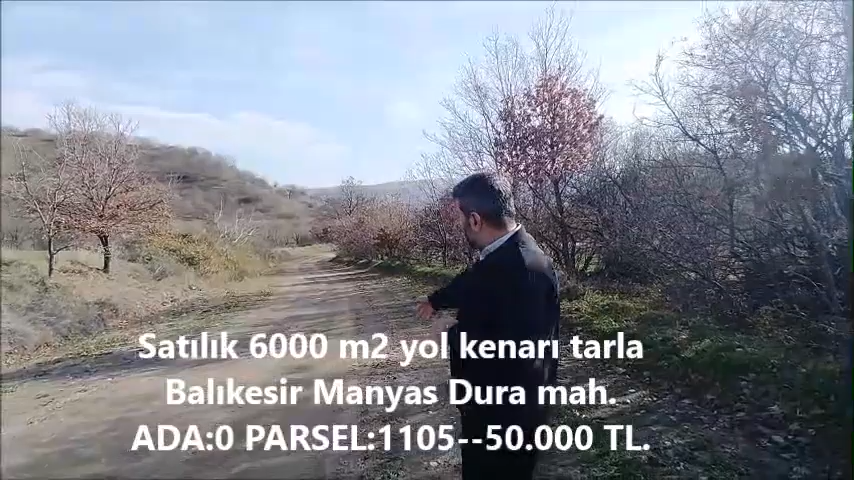 Satılık 6000 m2 yol kenarı tarla
Balıkesir Manyas Dura mah.
ADA:0 PARSEL:1105--50.000 TL.